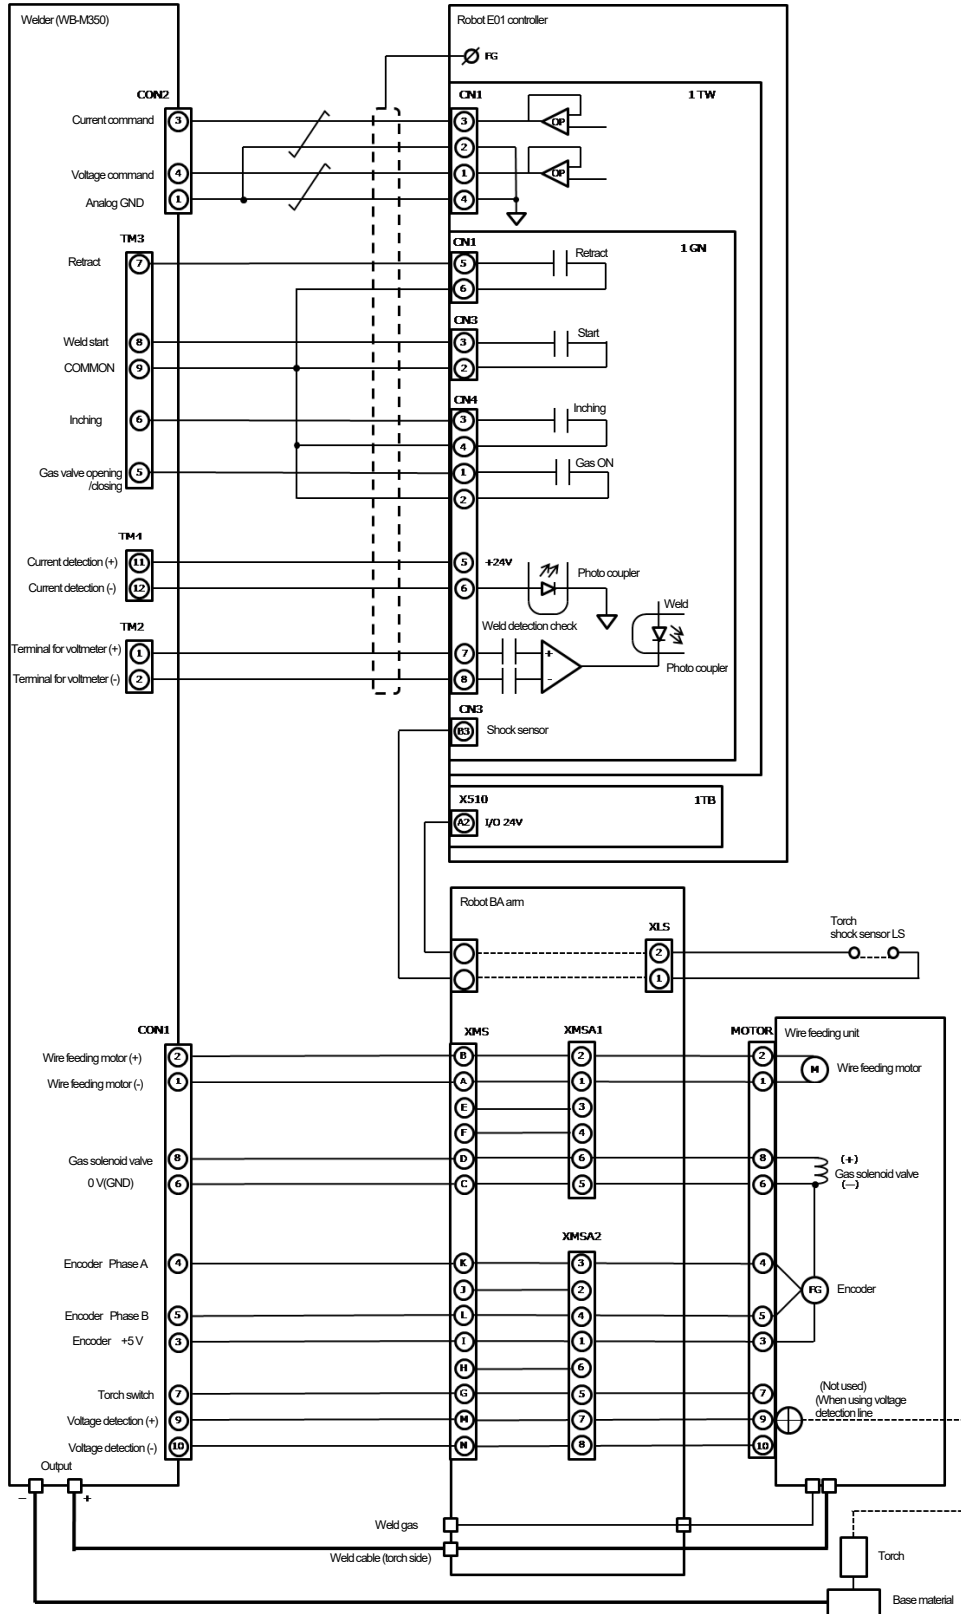 Welder (WB-M350)
Robot E01 controller
FG
CON2
CN1
1 TW
Current command
3
3
OP
2
Voltage command
4
1
OP
Analog GND
1
4
TM3
CN1
1 GN
Retract
7
5
Retract
6
CN3
Weld start
8
3
Start
COMMON
9
2
CN4
Inching
6
3
Inching
4
Gas valve opening
/closing
5
1
Gas ON
2
TM4
Current detection (+)
11
5
+24V
Current detection (-)
12
6
Photo coupler
Weld
TM2
Weld detection check
Terminal for voltmeter (+)
1
7
+
Terminal for voltmeter (-)
2
8
-
Photo coupler
CN3
B3
Shock sensor
X510
1TB
A2
I/O 24V
Robot BA arm
XLS
Torch
shock sensor LS
2
1
CON1
XMS
XMSA1
MOTOR
Wire feeding unit
Wire feeding motor (+)
2
B
2
2
M
Wire feeding motor
Wire feeding motor (-)
1
A
1
1
E
3
F
4
Gas solenoid valve
8
D
6
8
(+)
Gas solenoid valve
(—)
0 V(GND)
6
C
5
6
XMSA2
Encoder Phase A
4
K
3
4
J
2
FG
Encoder
Encoder Phase B
5
L
4
5
Encoder +5 V
3
I
1
3
H
6
Torch switch
7
G
5
7
(Not used)
(When using voltage
detection line
Voltage detection (+)
9
M
7
9
Voltage detection (-)
10
N
8
10
Output
—
+
Weld gas
Weld cable (torch side)
Torch
Base material